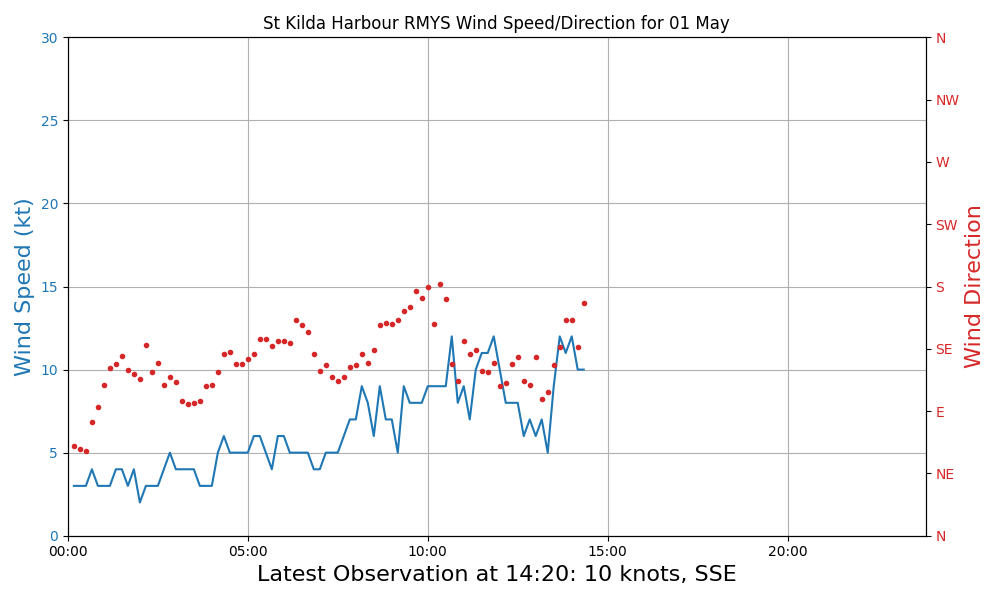 St Kilda Harbour RMYS Wind Speed/Direction for 01 May
Wind Speed (kt)
30
25
20
15
10
5
0
00:00
05:00
10:00
15:00
20:00
N
NW
W
SW
S
SE
E
NE
N
Wind Direction
Latest Observation at 14:20: 10 knots, SSE